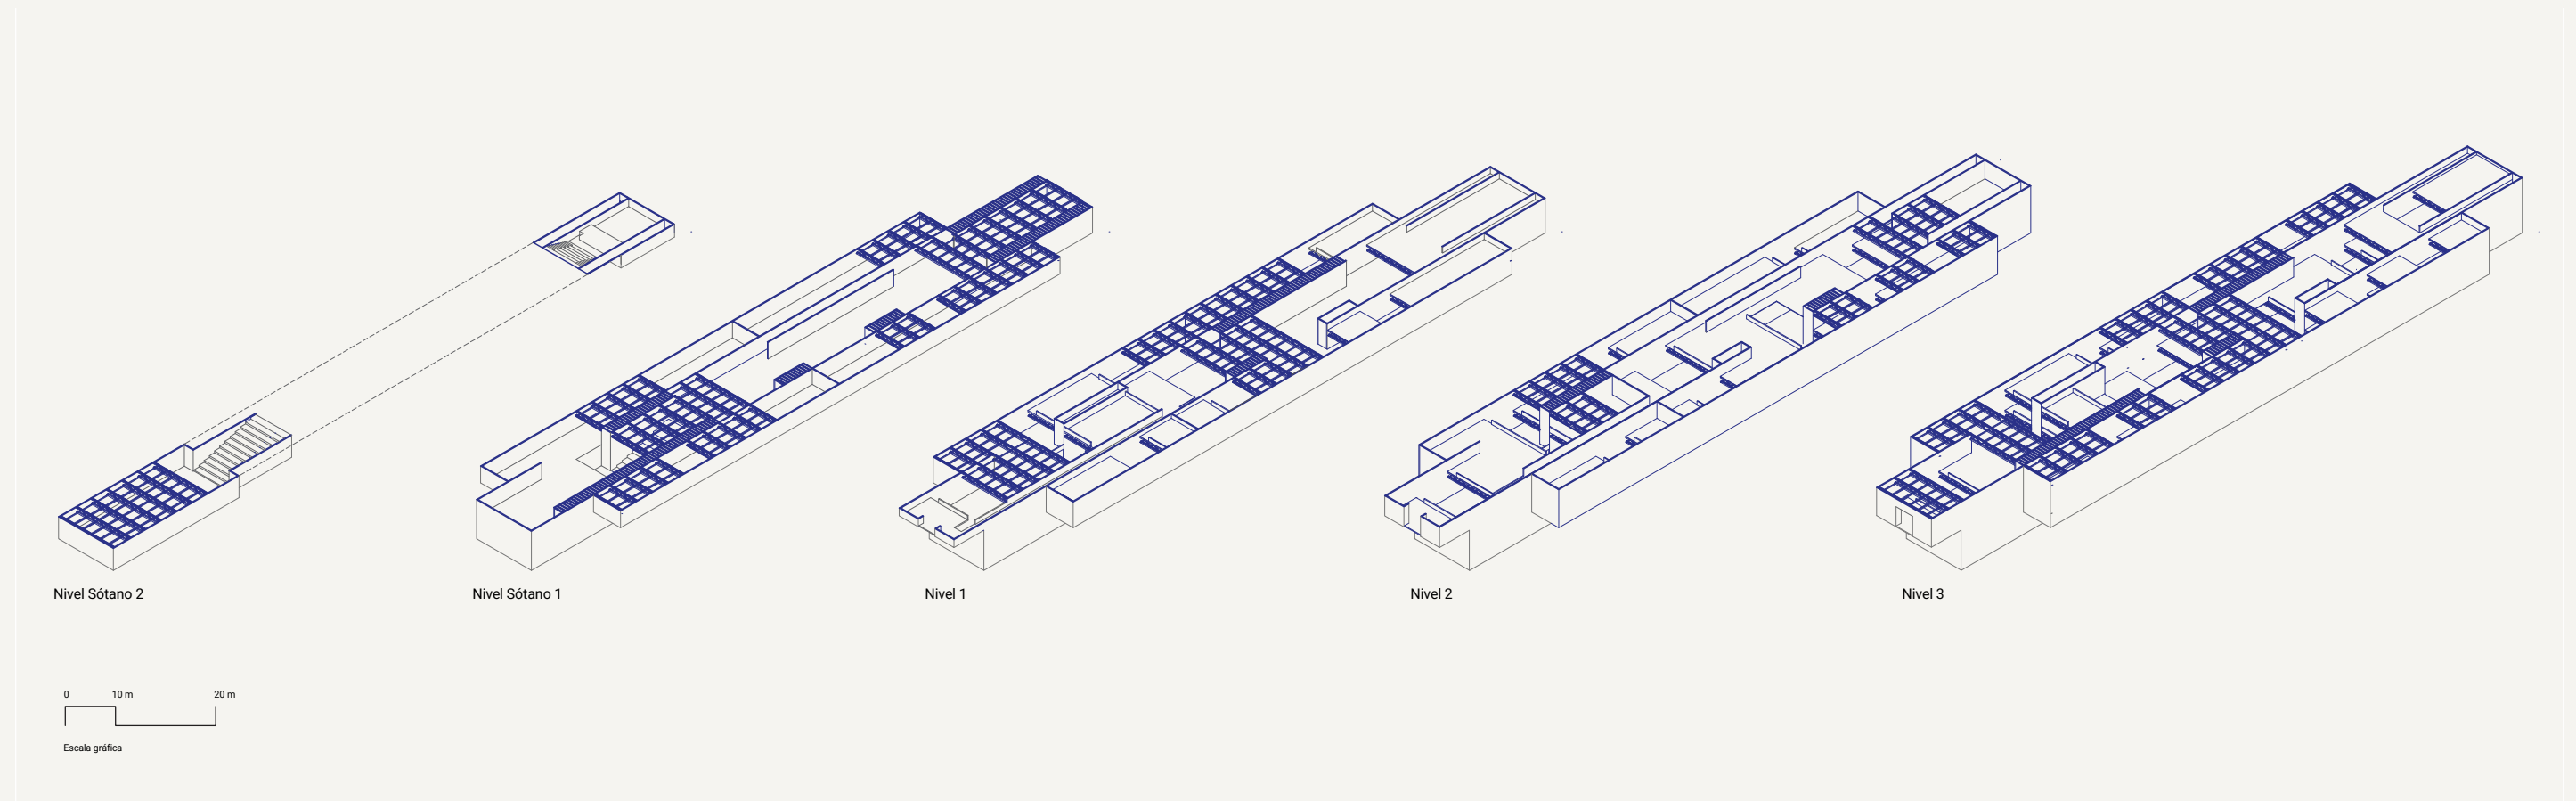 Nivel Sótano 2
Nivel Sótano 1
Nivel 1
Nivel 2
Nivel 3
0 10 m 20 m
Escala gráfica